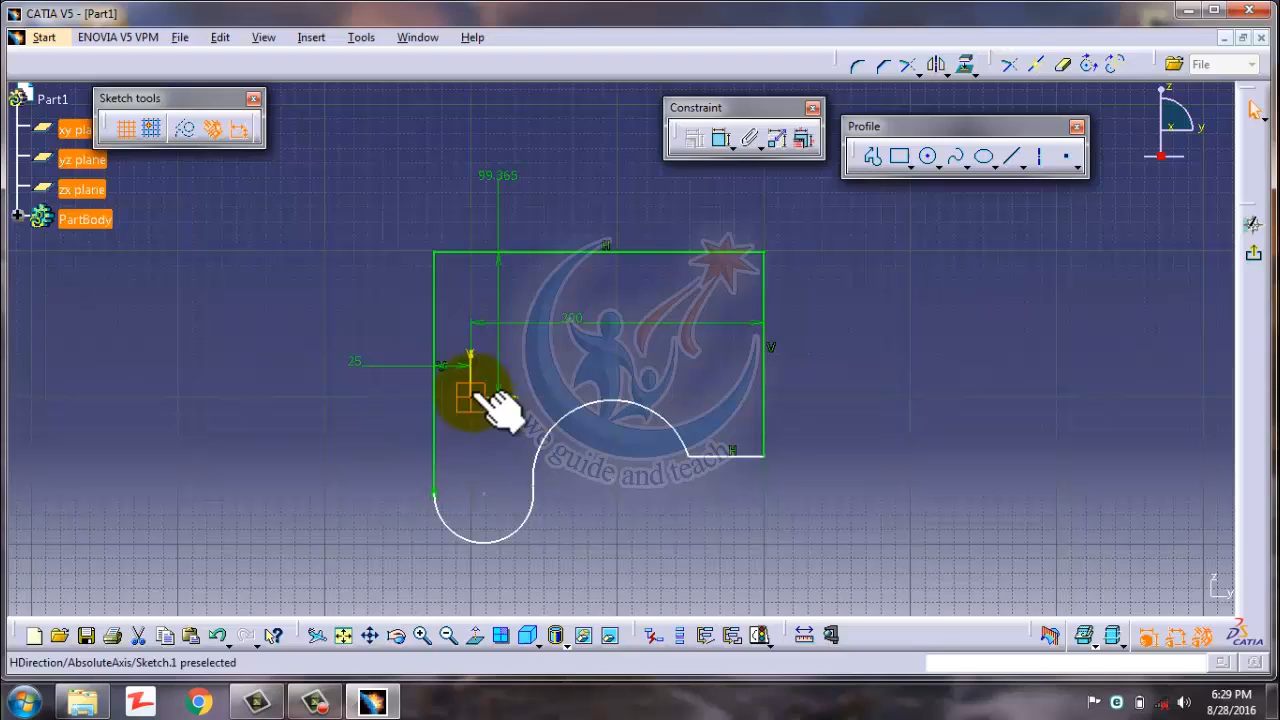 CATIA V5 - [Part1]
Start ENOVIA V5 VPM File Edit View Insert Tools Window Help
File
Part1
Sketch tools
Constraint
Profile
xy pla
yz plane
zx plane
PartBody
z
x y
99.365
H
200
V
25
V
H
we guide and teach
z
y
CATIA
HDirection/AbsoluteAxis/Sketch.1 preselected
6:29 PM
8/28/2016